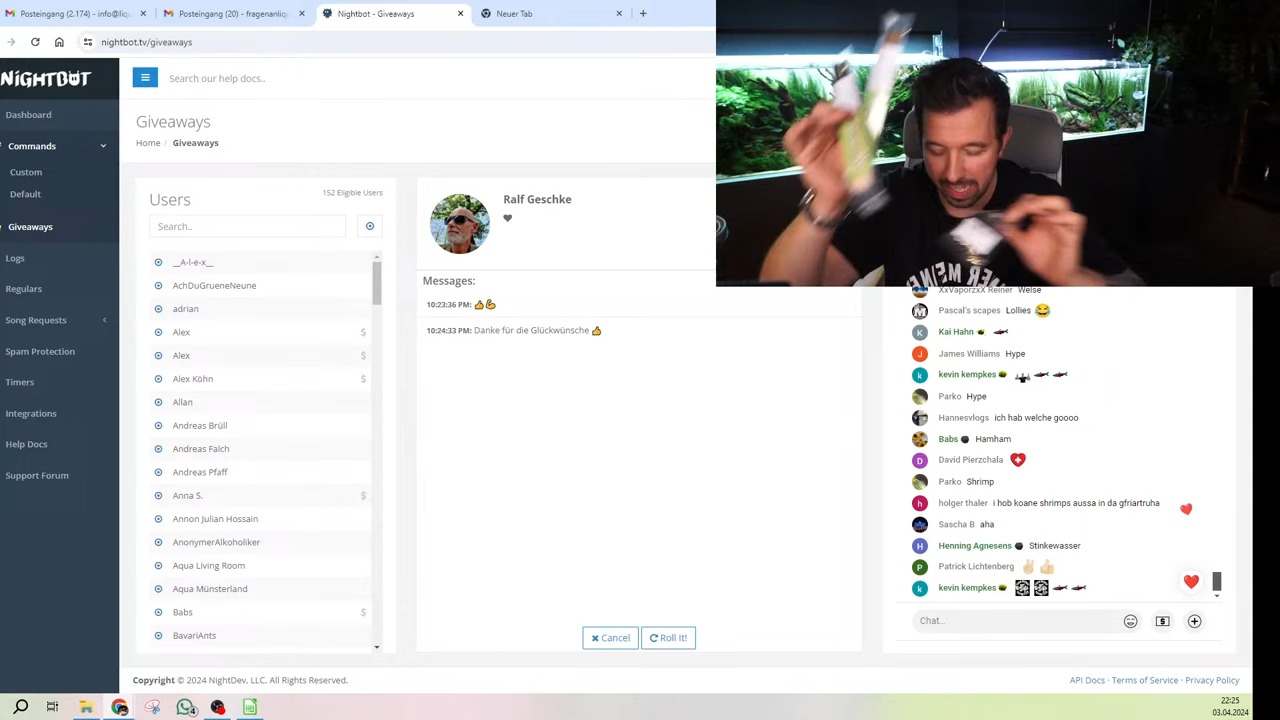 Posteingang (2.174) - info@liqu
Posteingang (20) - fragenanliqu
Nightbot - Giveaways
Neuer Tab
nightbot.tv/giveaways
NiGHTBOT
Search our help docs..
Dashboard
Commands
Custom
Default
Giveaways
Logs
Regulars
Song Requests
Spam Protection
Timers
Integrations
Help Docs
Support Forum
Giveaways
Home / Giveaways
Users
152 Eligible Users
Search..
__A-l-e-x__
AchDuGrueneNeune
adrian
Alex $
Alex $
Alex Köhn $
Allan
Andreas Brüll
Andreas Falch
Andreas Pfaff
Anna S. $
Annon Julian Hossain
AnonymerAlkoholiker
Aqua Living Room
Aqua Münsterland
Babs $
BavariAnts
Ralf Geschke
Messages:
10:23:36 PM: 👍💪
10:24:33 PM: Danke für die Glückwünsche 👍
Cancel
Roll It!
XxVaporzxX Reiner Welse
Pascal's scapes Lollies 😂
Kai Hahn
James Williams Hype
kevin kempkes
Parko Hype
Hannesvlogs ich hab welche goooo
Babs Hamham
David Pierzchala
Parko Shrimp
holger thaler i hob koane shrimps aussa in da gfriartruha
Sascha B aha
Henning Agnesens Stinkewasser
Patrick Lichtenberg ✌🏻👍🏻
kevin kempkes
Chat...
Copyright © 2024 NightDev, LLC. All Rights Reserved.
API Docs · Terms of Service · Privacy Policy
22:25
03.04.2024